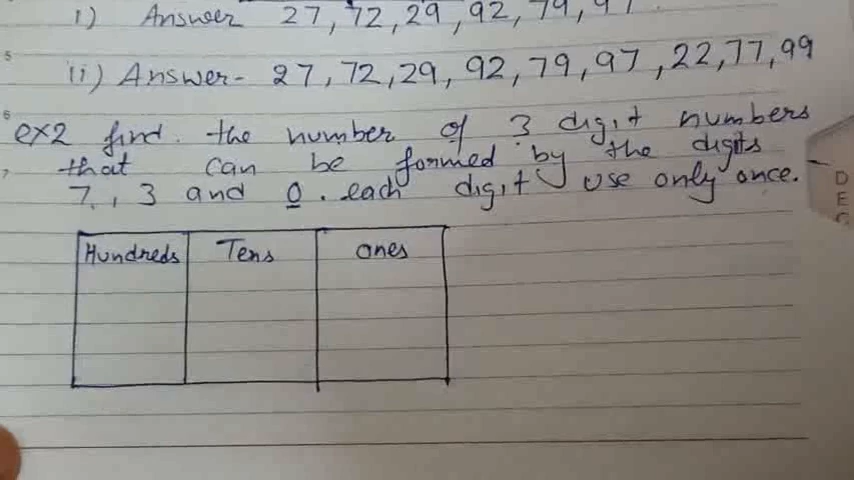 i) Answer 27, 72, 29, 92, 79, 97
ii) Answer- 27, 72, 29, 92, 79, 97, 22, 77, 99
ex2 find. the number of 3 digit numbers
that can be formed by the digits
7, 3 and 0. each digit use only once.
Hundreds Tens ones